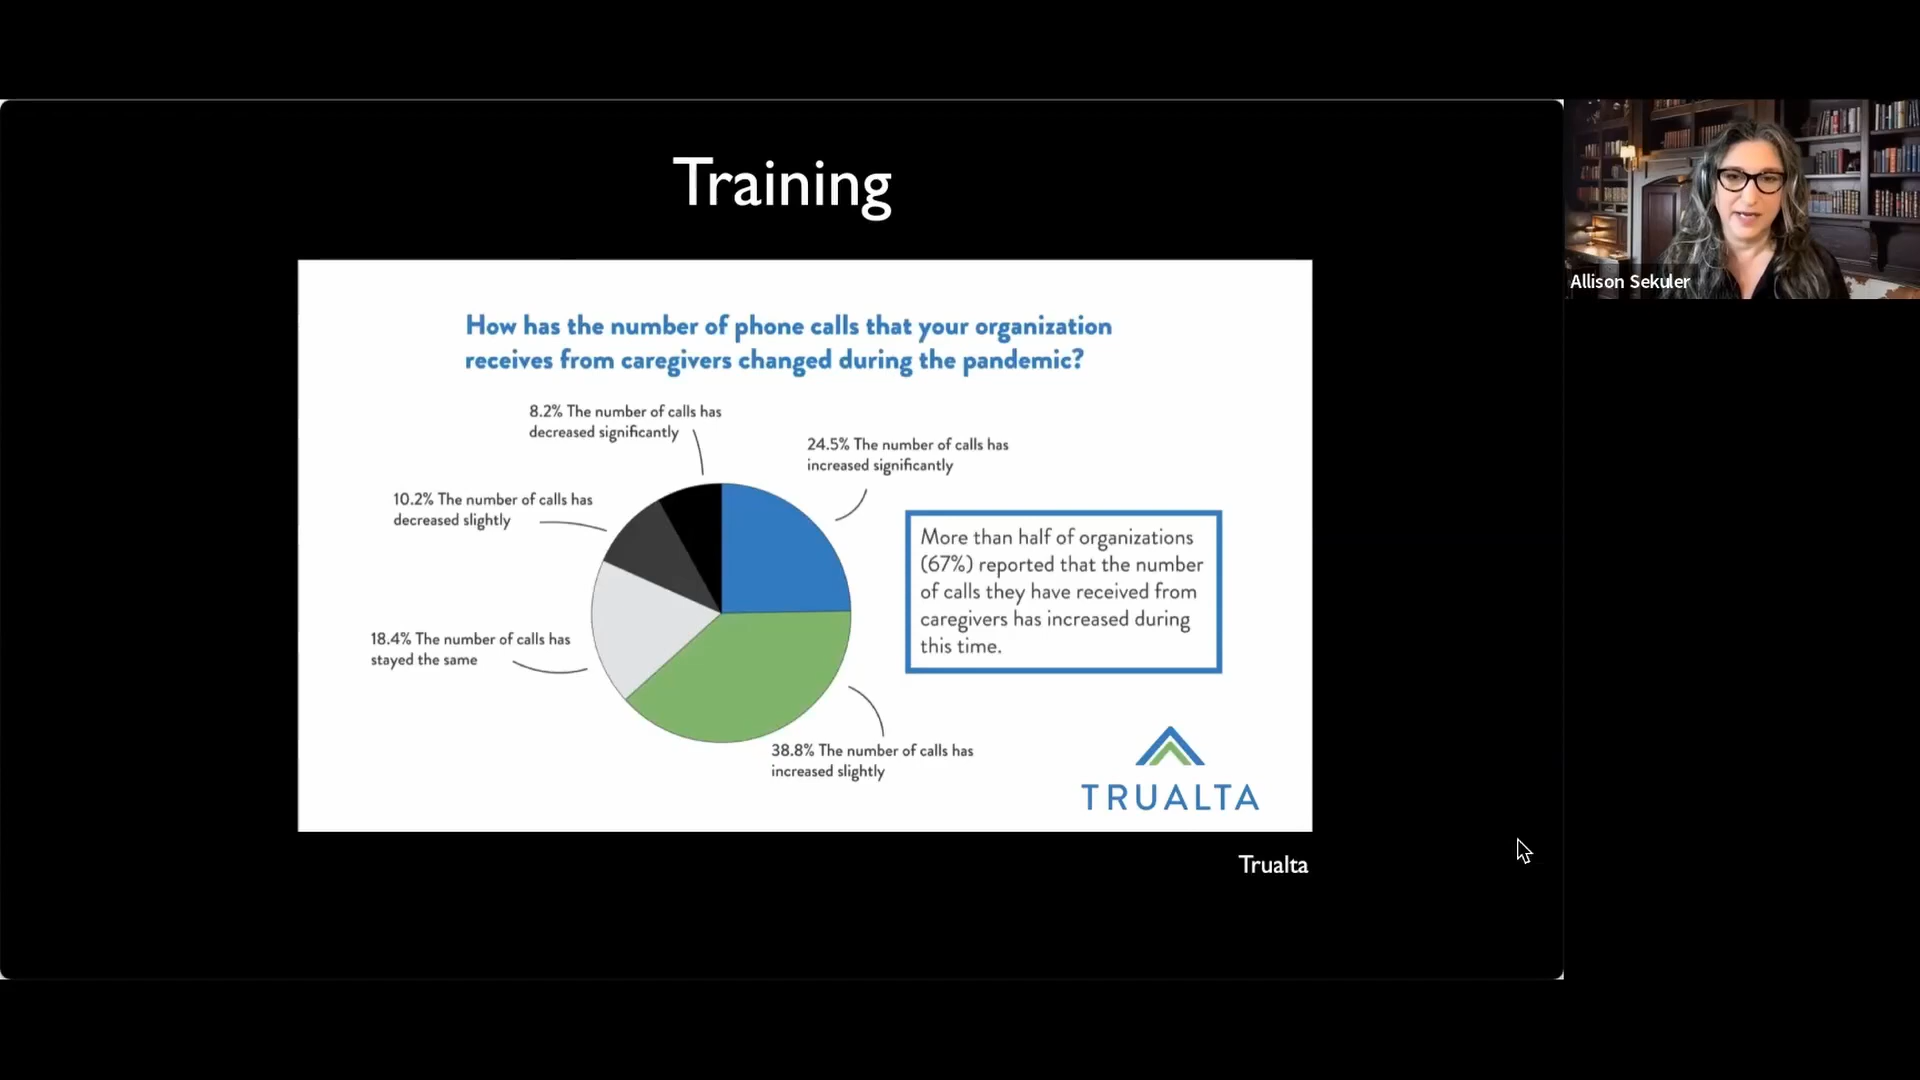 Training
How has the number of phone calls that your organization
receives from caregivers changed during the pandemic?
8.2% The number of calls has
decreased significantly
24.5% The number of calls has
increased significantly
10.2% The number of calls has
decreased slightly
More than half of organizations
(67%) reported that the number
of calls they have received from
caregivers has increased during
this time.
18.4% The number of calls has
stayed the same
38.8% The number of calls has
increased slightly
TRUALTA
Trualta
Allison Sekuler